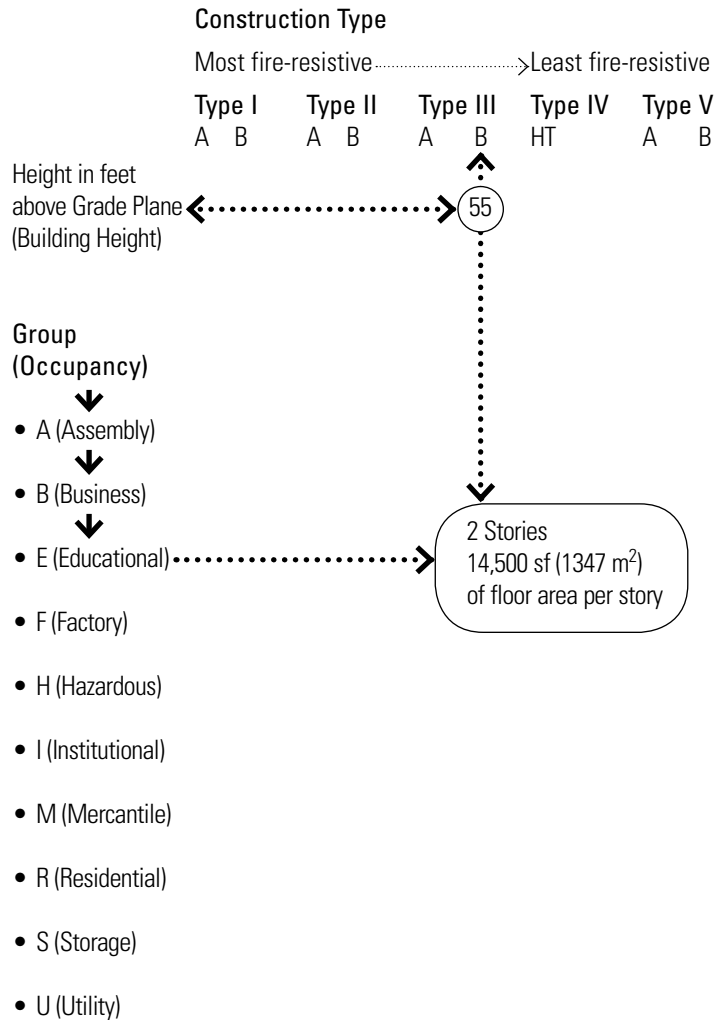 Construction Type
Most fire-resistive Least fire-resistive
Type I Type II Type III Type IV Type V
A B A B A B HT A B
Height in feet
above Grade Plane
(Building Height)
55
Group
(Occupancy)
• A (Assembly)
• B (Business)
• E (Educational)
2 Stories
14,500 sf (1347 m²)
of floor area per story
• F (Factory)
• H (Hazardous)
• I (Institutional)
• M (Mercantile)
• R (Residential)
• S (Storage)
• U (Utility)